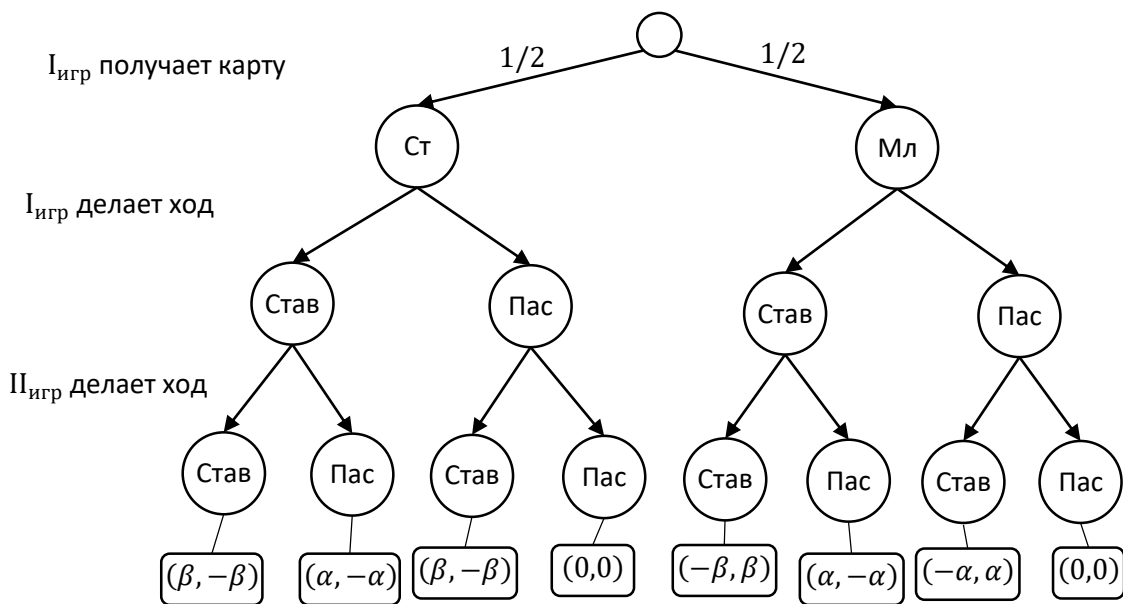 1/2 1/2
Iигр получает карту
Ст Мл
Iигр делает ход
Став Пас Став Пас
IIигр делает ход
Став Пас Став Пас Став Пас Став Пас
(β, −β) (α, −α) (β, −β) (0,0) (−β, β) (α, −α) (−α, α) (0,0)